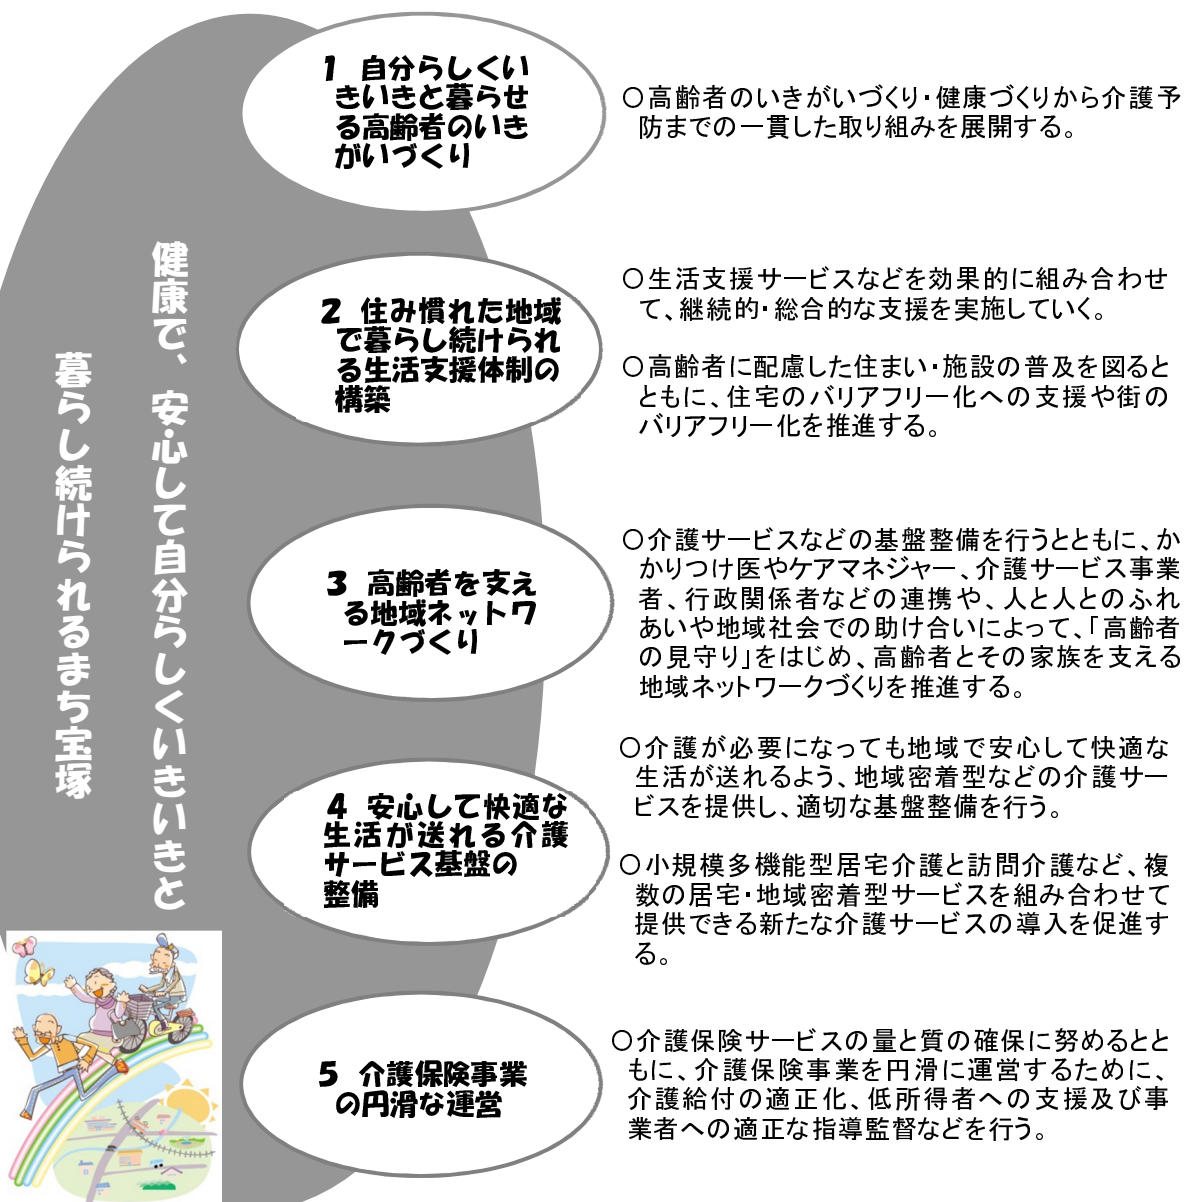 健康で、安心して自分らしくいきいきと
暮らし続けられるまち宝塚
1 自分らしくい
きいきと暮らせ
る高齢者のいき
がいづくり
○高齢者のいきがいづくり・健康づくりから介護予
防までの一貫した取り組みを展開する。
2 住み慣れた地域
で暮らし続けられ
る生活支援体制の
構築
○生活支援サービスなどを効果的に組み合わせ
て、継続的・総合的な支援を実施していく。
○高齢者に配慮した住まい・施設の普及を図ると
ともに、住宅のバリアフリー化への支援や街の
バリアフリー化を推進する。
3 高齢者を支え
る地域ネットワ
ークづくり
○介護サービスなどの基盤整備を行うとともに、か
かりつけ医やケアマネジャー、介護サービス事業
者、行政関係者などの連携や、人と人とのふれ
あいや地域社会での助け合いによって、「高齢者
の見守り」をはじめ、高齢者とその家族を支える
地域ネットワークづくりを推進する。
4 安心して快適な
生活が送れる介護
サービス基盤の
整備
○介護が必要になっても地域で安心して快適な
生活が送れるよう、地域密着型などの介護サー
ビスを提供し、適切な基盤整備を行う。
○小規模多機能型居宅介護と訪問介護など、複
数の居宅・地域密着型サービスを組み合わせて
提供できる新たな介護サービスの導入を促進す
る。
5 介護保険事業
の円滑な運営
○介護保険サービスの量と質の確保に努めるとと
もに、介護保険事業を円滑に運営するために、
介護給付の適正化、低所得者への支援及び事
業者への適正な指導監督などを行う。